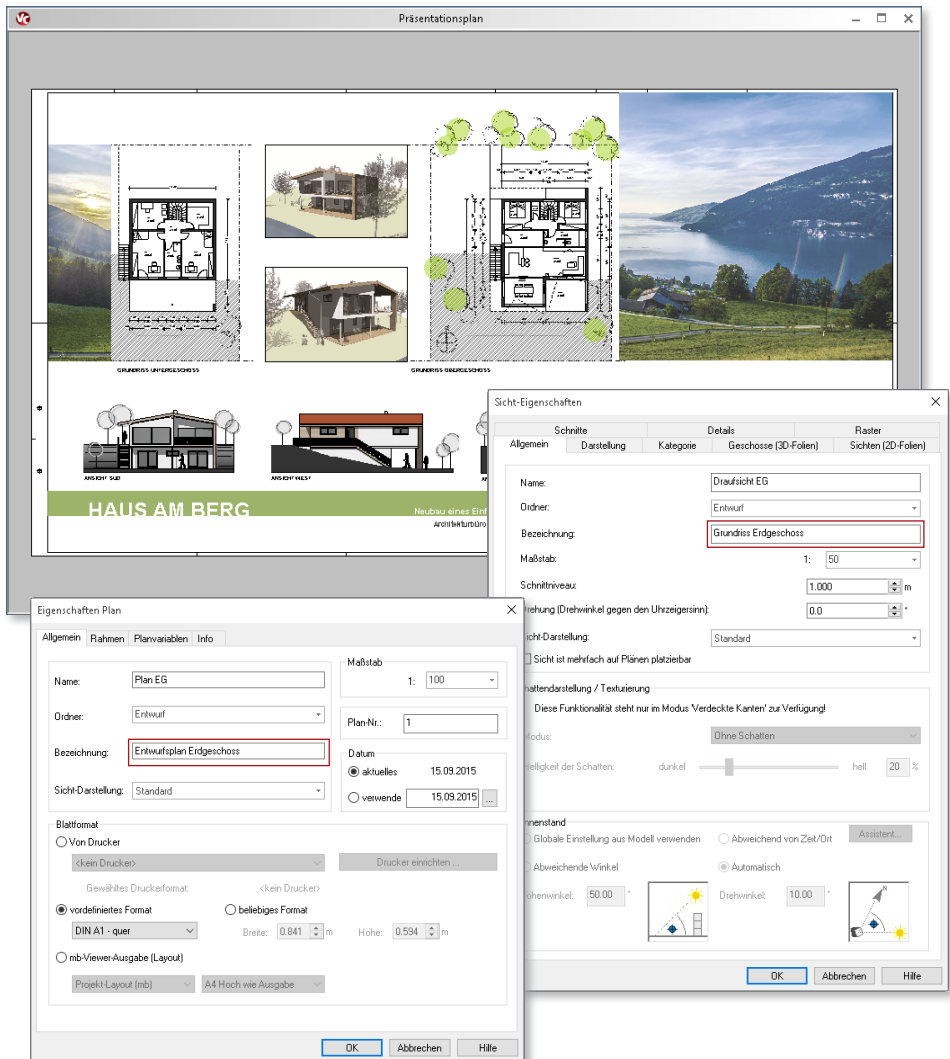 Präsentationsplan
GRUNDRISS UNTERGESCHOSS
GRUNDRISS OBERGESCHOSS
ANSICHT SÜD
ANSICHT WEST
HAUS AM BERG
Neubau eines Einf
Architekturbüro
Sicht-Eigenschaften
Schnitte Details Raster
Allgemein Darstellung Kategorie Geschosse (3D-Folien) Sichten (2D-Folien)
Name: Draufsicht EG
Ordner: Entwurf
Bezeichnung: Grundriss Erdgeschoss
Maßstab: 1: 50
Schnittniveau: 1.000 m
Drehung (Drehwinkel gegen den Uhrzeigersinn): 0.0 °
icht-Darstellung: Standard
Sicht ist mehrfach auf Plänen platzierbar
hattendarstellung / Texturierung
Diese Funktionalität steht nur im Modus 'Verdeckte Kanten' zur Verfügung!
Modus: Ohne Schatten
Helligkeit der Schatten: dunkel hell 20 %
nnenstand
Globale Einstellung aus Modell verwenden Abweichend von Zeit/Ort Assistent...
Abweichende Winkel Automatisch
öhenwinkel: 50.00 ° Drehwinkel: 10.00 °
N
OK Abbrechen Hilfe
Eigenschaften Plan
Allgemein Rahmen Planvariablen Info
Name: Plan EG
Ordner: Entwurf
Bezeichnung: Entwurfsplan Erdgeschoss
Sicht-Darstellung: Standard
Maßstab
1: 100
Plan-Nr.: 1
Datum
aktuelles 15.09.2015
verwende 15.09.2015 ...
Blattformat
Von Drucker
<kein Drucker> Drucker einrichten ...
Gewähltes Druckerformat: <kein Drucker>
vordefiniertes Format beliebiges Format
DIN A1 - quer Breite: 0.841 m Höhe: 0.594 m
mb-Viewer-Ausgabe (Layout)
Projekt-Layout (mb) A4 Hoch wie Ausgabe
OK Abbrechen Hilfe